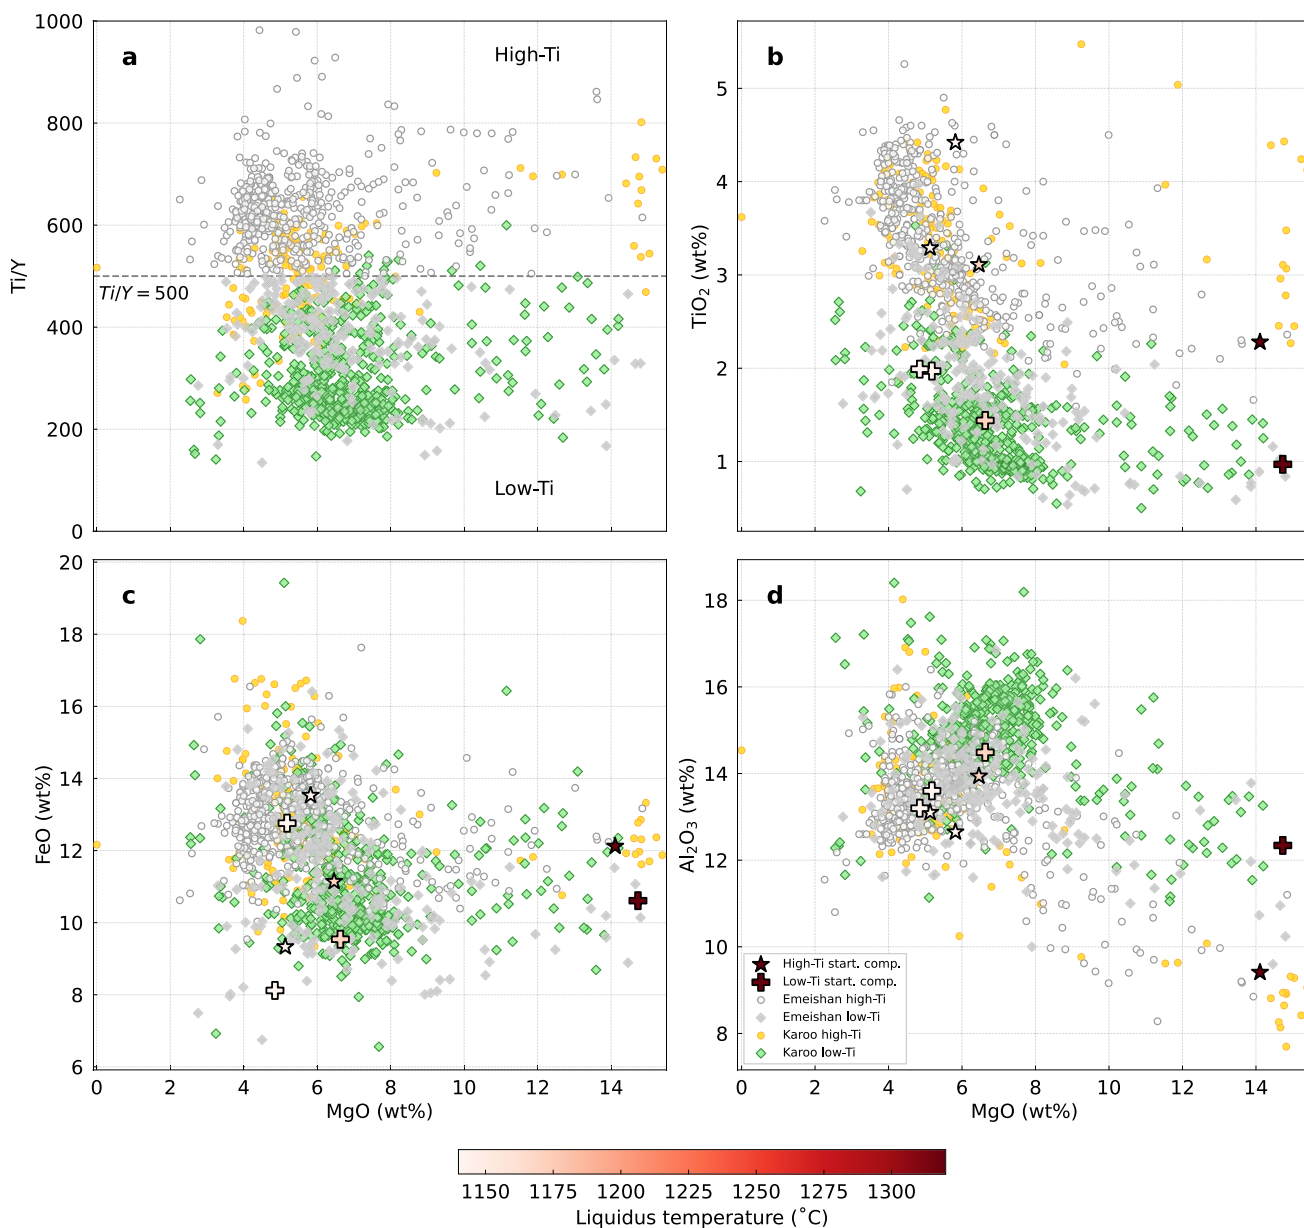 a
High-Ti
Ti/Y = 500
Low-Ti
Ti/Y
0
200
400
600
800
1000
b
TiO₂ (wt%)
1
2
3
4
5
c
FeO (wt%)
6
8
10
12
14
16
18
20
0 2 4 6 8 10 12 14
MgO (wt%)
d
Al₂O₃ (wt%)
8
10
12
14
16
18
High-Ti start. comp.
Low-Ti start. comp.
Emeishan high-Ti
Emeishan low-Ti
Karoo high-Ti
Karoo low-Ti
0 2 4 6 8 10 12 14
MgO (wt%)
1150 1175 1200 1225 1250 1275 1300
Liquidus temperature (˚C)